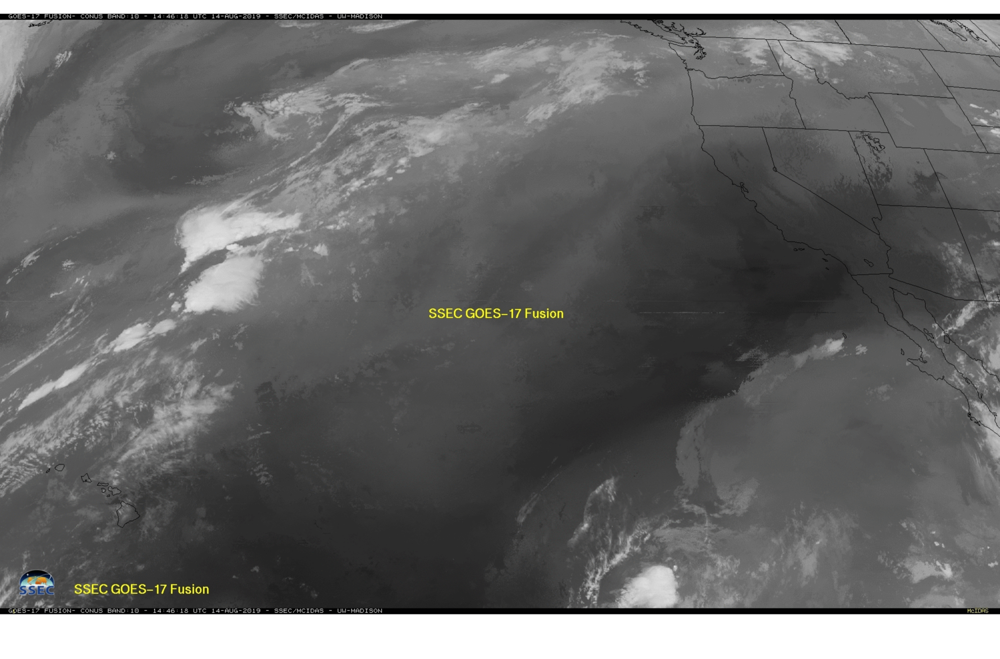 GOES-17 FUSION- CONUS BAND:10 - 14:46:18 UTC 14-AUG-2019 - SSEC/MCIDAS - UW-MADISON
SSEC GOES–17 Fusion
SSEC
SSEC GOES–17 Fusion
GOES-17 FUSION- CONUS BAND:10 - 14:46:18 UTC 14-AUG-2019 - SSEC/MCIDAS - UW-MADISON
McIDAS